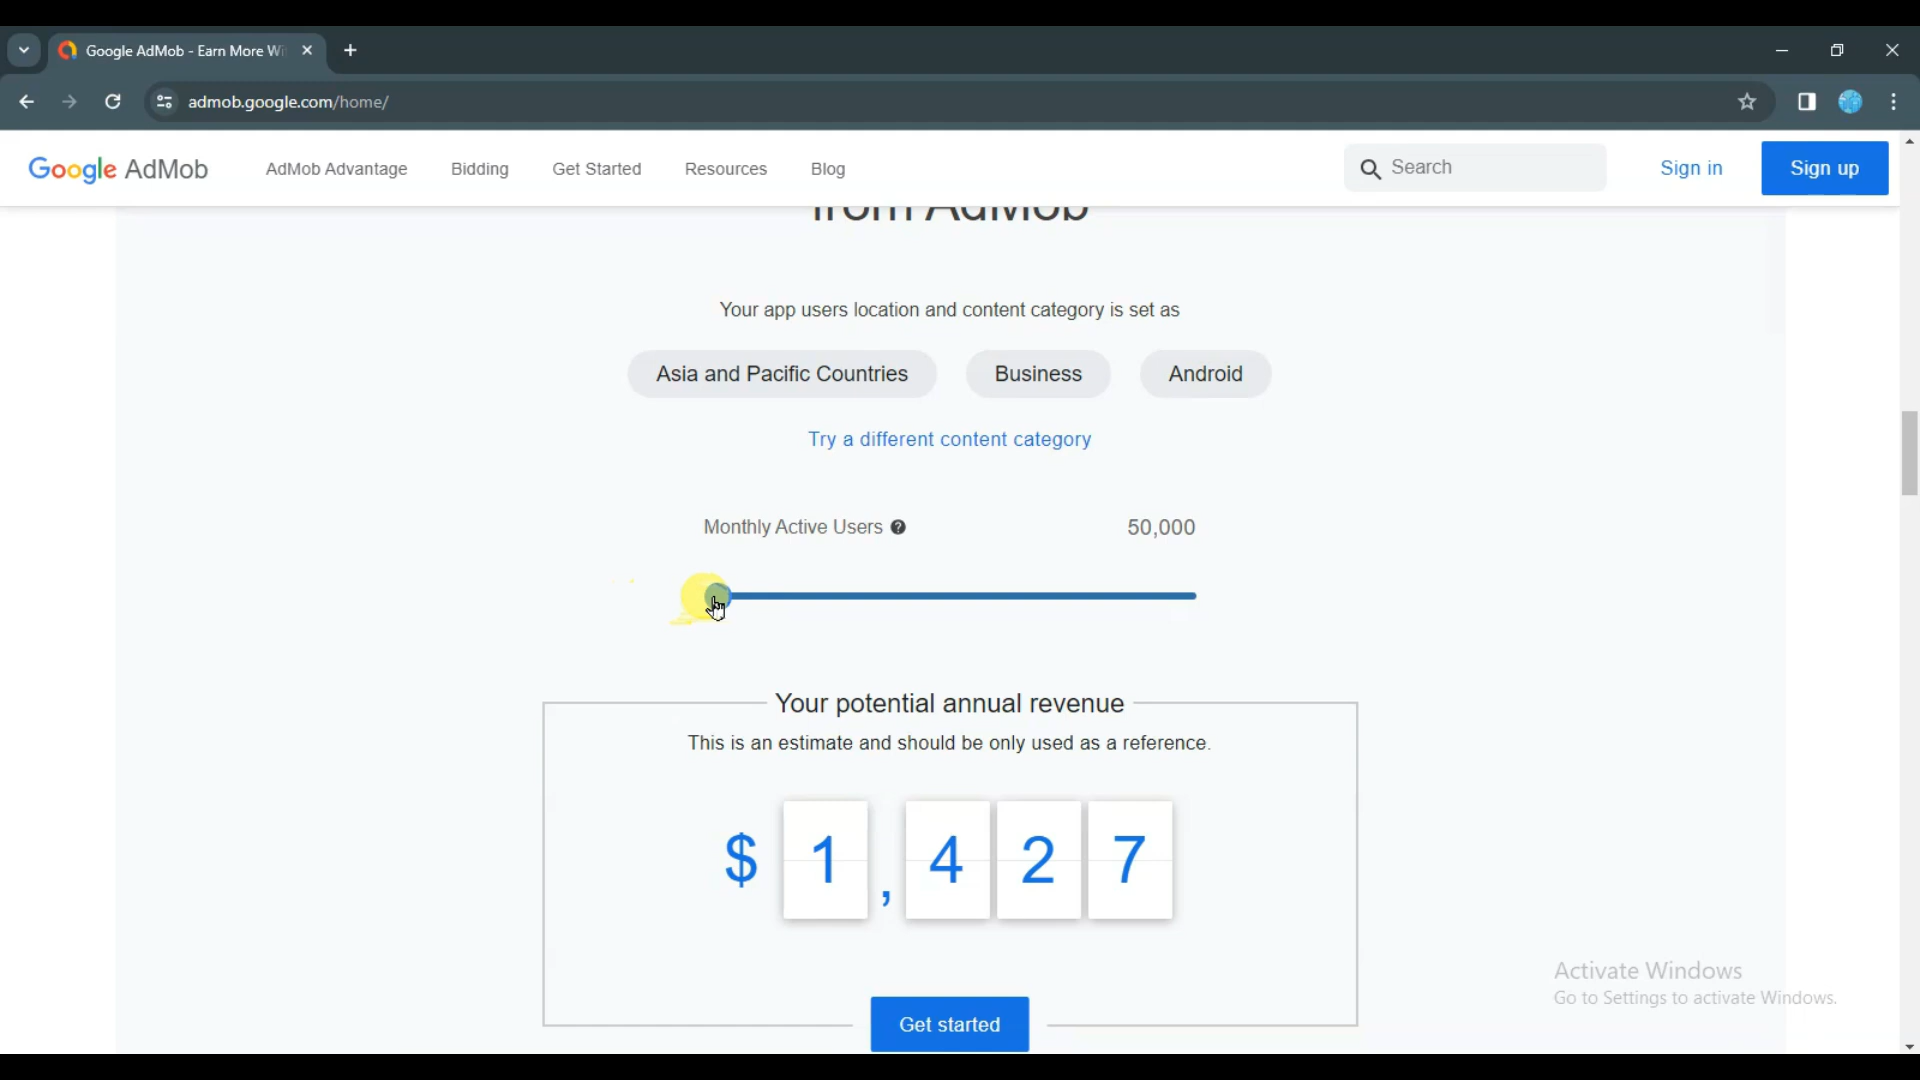 Google AdMob - Earn More Wi
admob.google.com/home/
Google AdMob
AdMob Advantage
Bidding
Get Started
Resources
Blog
Search
Sign in
Sign up
from AdMob
Your app users location and content category is set as
Asia and Pacific Countries
Business
Android
Try a different content category
Monthly Active Users
50,000
Your potential annual revenue
This is an estimate and should be only used as a reference.
$ 1,427
Get started
Activate Windows
Go to Settings to activate Windows.